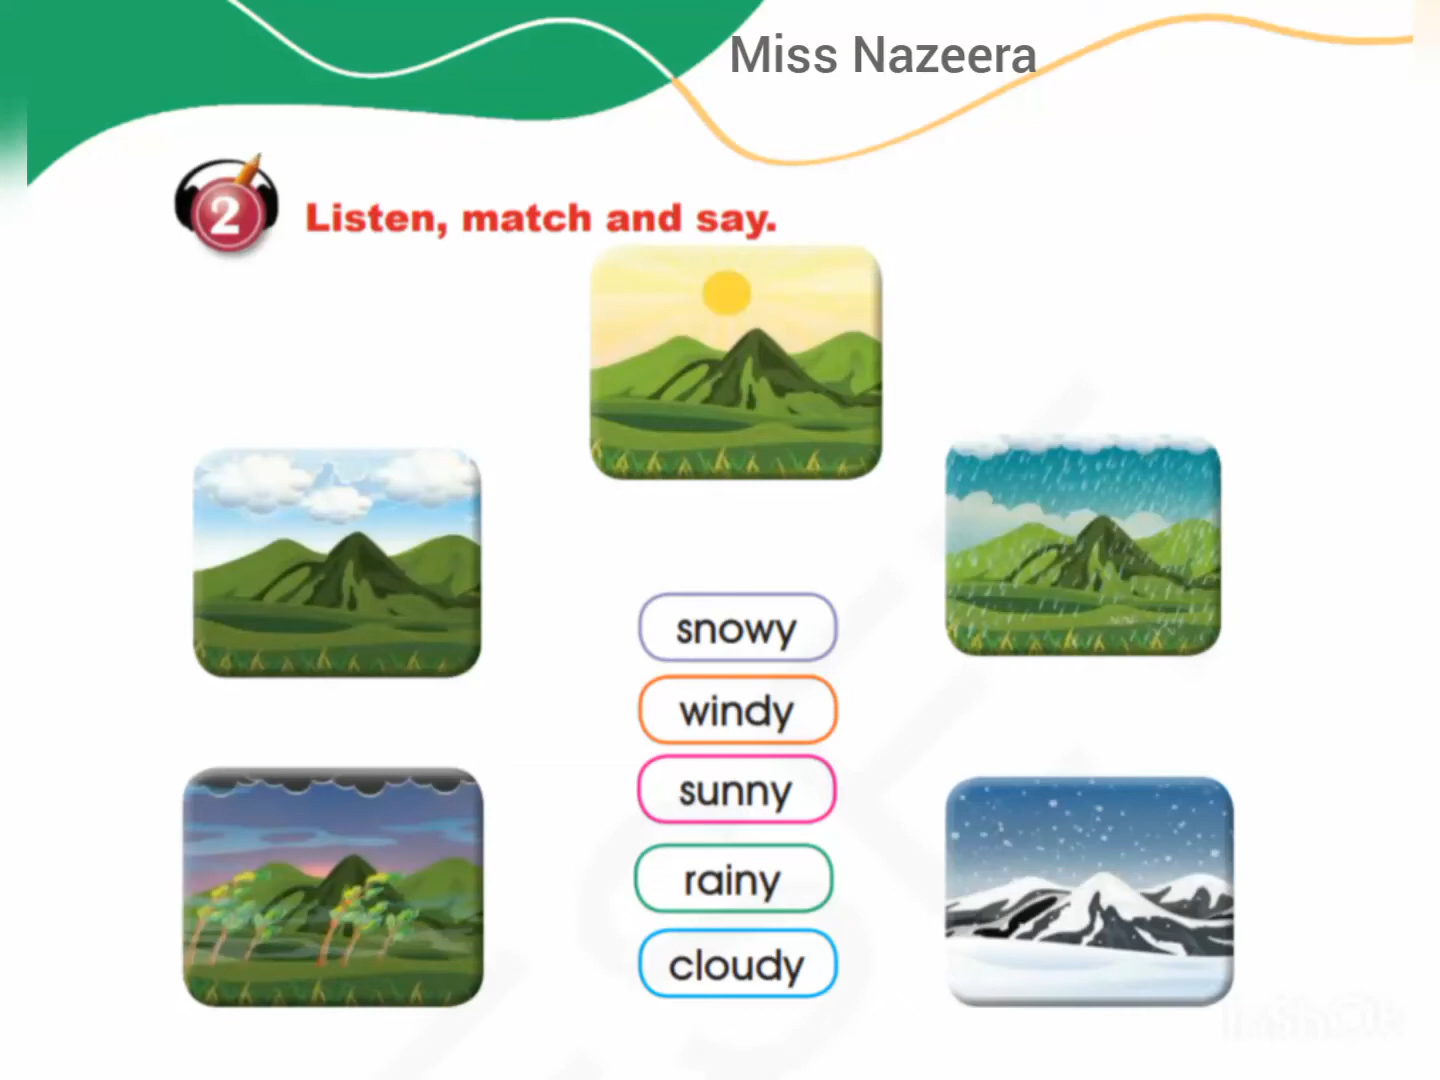 Miss Nazeera
2 Listen, match and say.
snowy
windy
sunny
rainy
cloudy